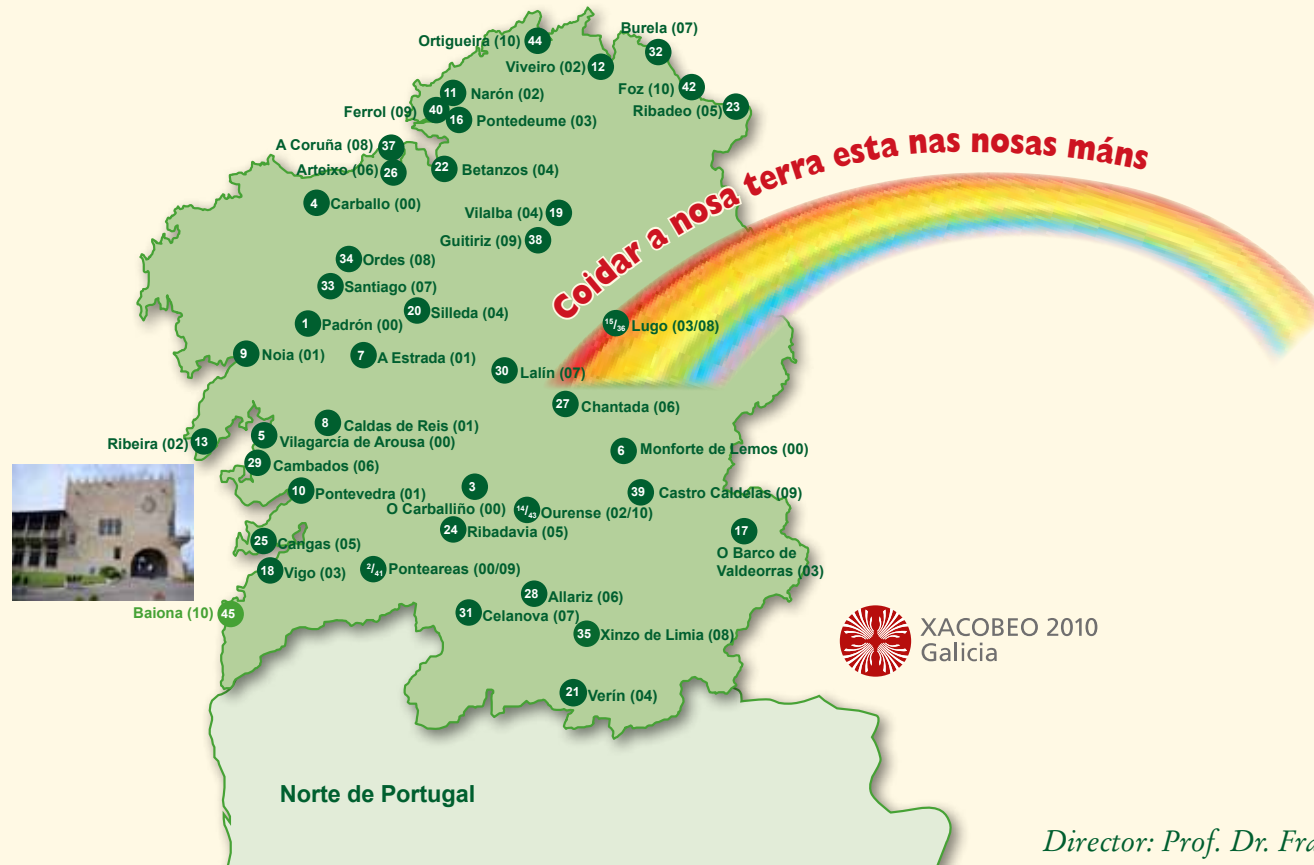 Burela (07)
32
Ortigueira (10) 44
Viveiro (02) 12
Foz (10) 42
Ribadeo (05) 23
11 Narón (02)
Ferrol (09) 40
16 Pontedeume (03)
A Coruña (08) 37
Arteixo (06) 26
22 Betanzos (04)
Coidar a nosa terra esta nas nosas máns
4 Carballo (00)
Vilalba (04) 19
Guitiriz (09) 38
34 Ordes (08)
33 Santiago (07)
20 Silleda (04)
1 Padrón (00)
15/36 Lugo (03/08)
9 Noia (01)
7 A Estrada (01)
30 Lalín (07)
27 Chantada (06)
8 Caldas de Reis (01)
Ribeira (02) 13
5 Vilagarcía de Arousa (00)
6 Monforte de Lemos (00)
29 Cambados (06)
10 Pontevedra (01)
3
O Carballiño (00)
39 Castro Caldelas (09)
14/43 Ourense (02/10)
24 Ribadavia (05)
17
O Barco de
Valdeorras (03)
25 Cangas (05)
18 Vigo (03)
2/41 Ponteareas (00/09)
28 Allariz (06)
Baiona (10) 45
31 Celanova (07)
35 Xinzo de Limia (08)
XACOBEO 2010
Galicia
21 Verín (04)
Norte de Portugal
Director: Prof. Dr. Fra